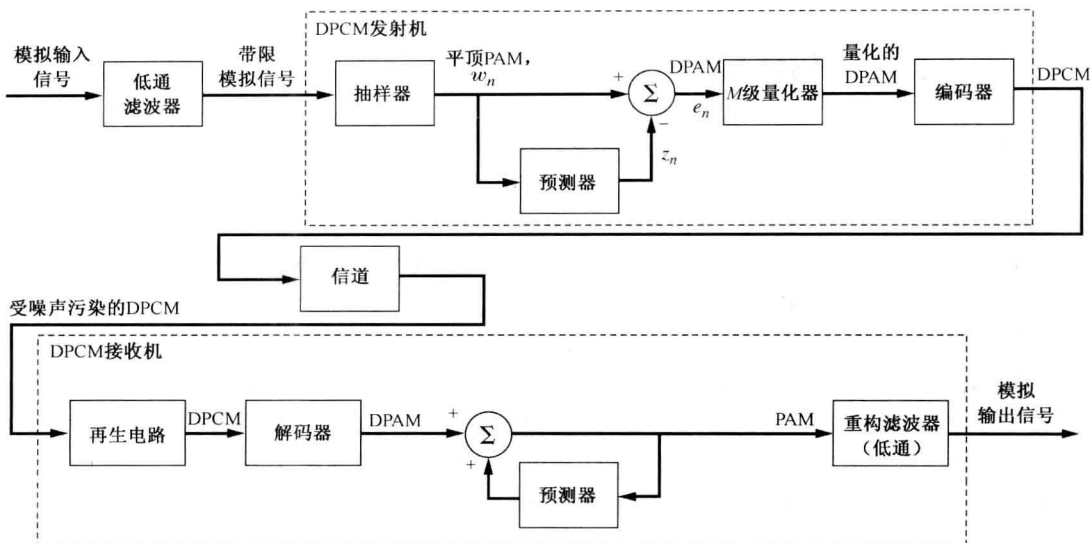 DPCM发射机
模拟输入
信号
低通
滤波器
带限
模拟信号
抽样器
平顶PAM，
wn
+
Σ
−
DPAM
en
zn
预测器
M级量化器
量化的
DPAM
编码器
DPCM
信道
受噪声污染的DPCM
DPCM接收机
再生电路
DPCM
解码器
DPAM
+
Σ
+
预测器
PAM
重构滤波器
（低通）
模拟
输出信号